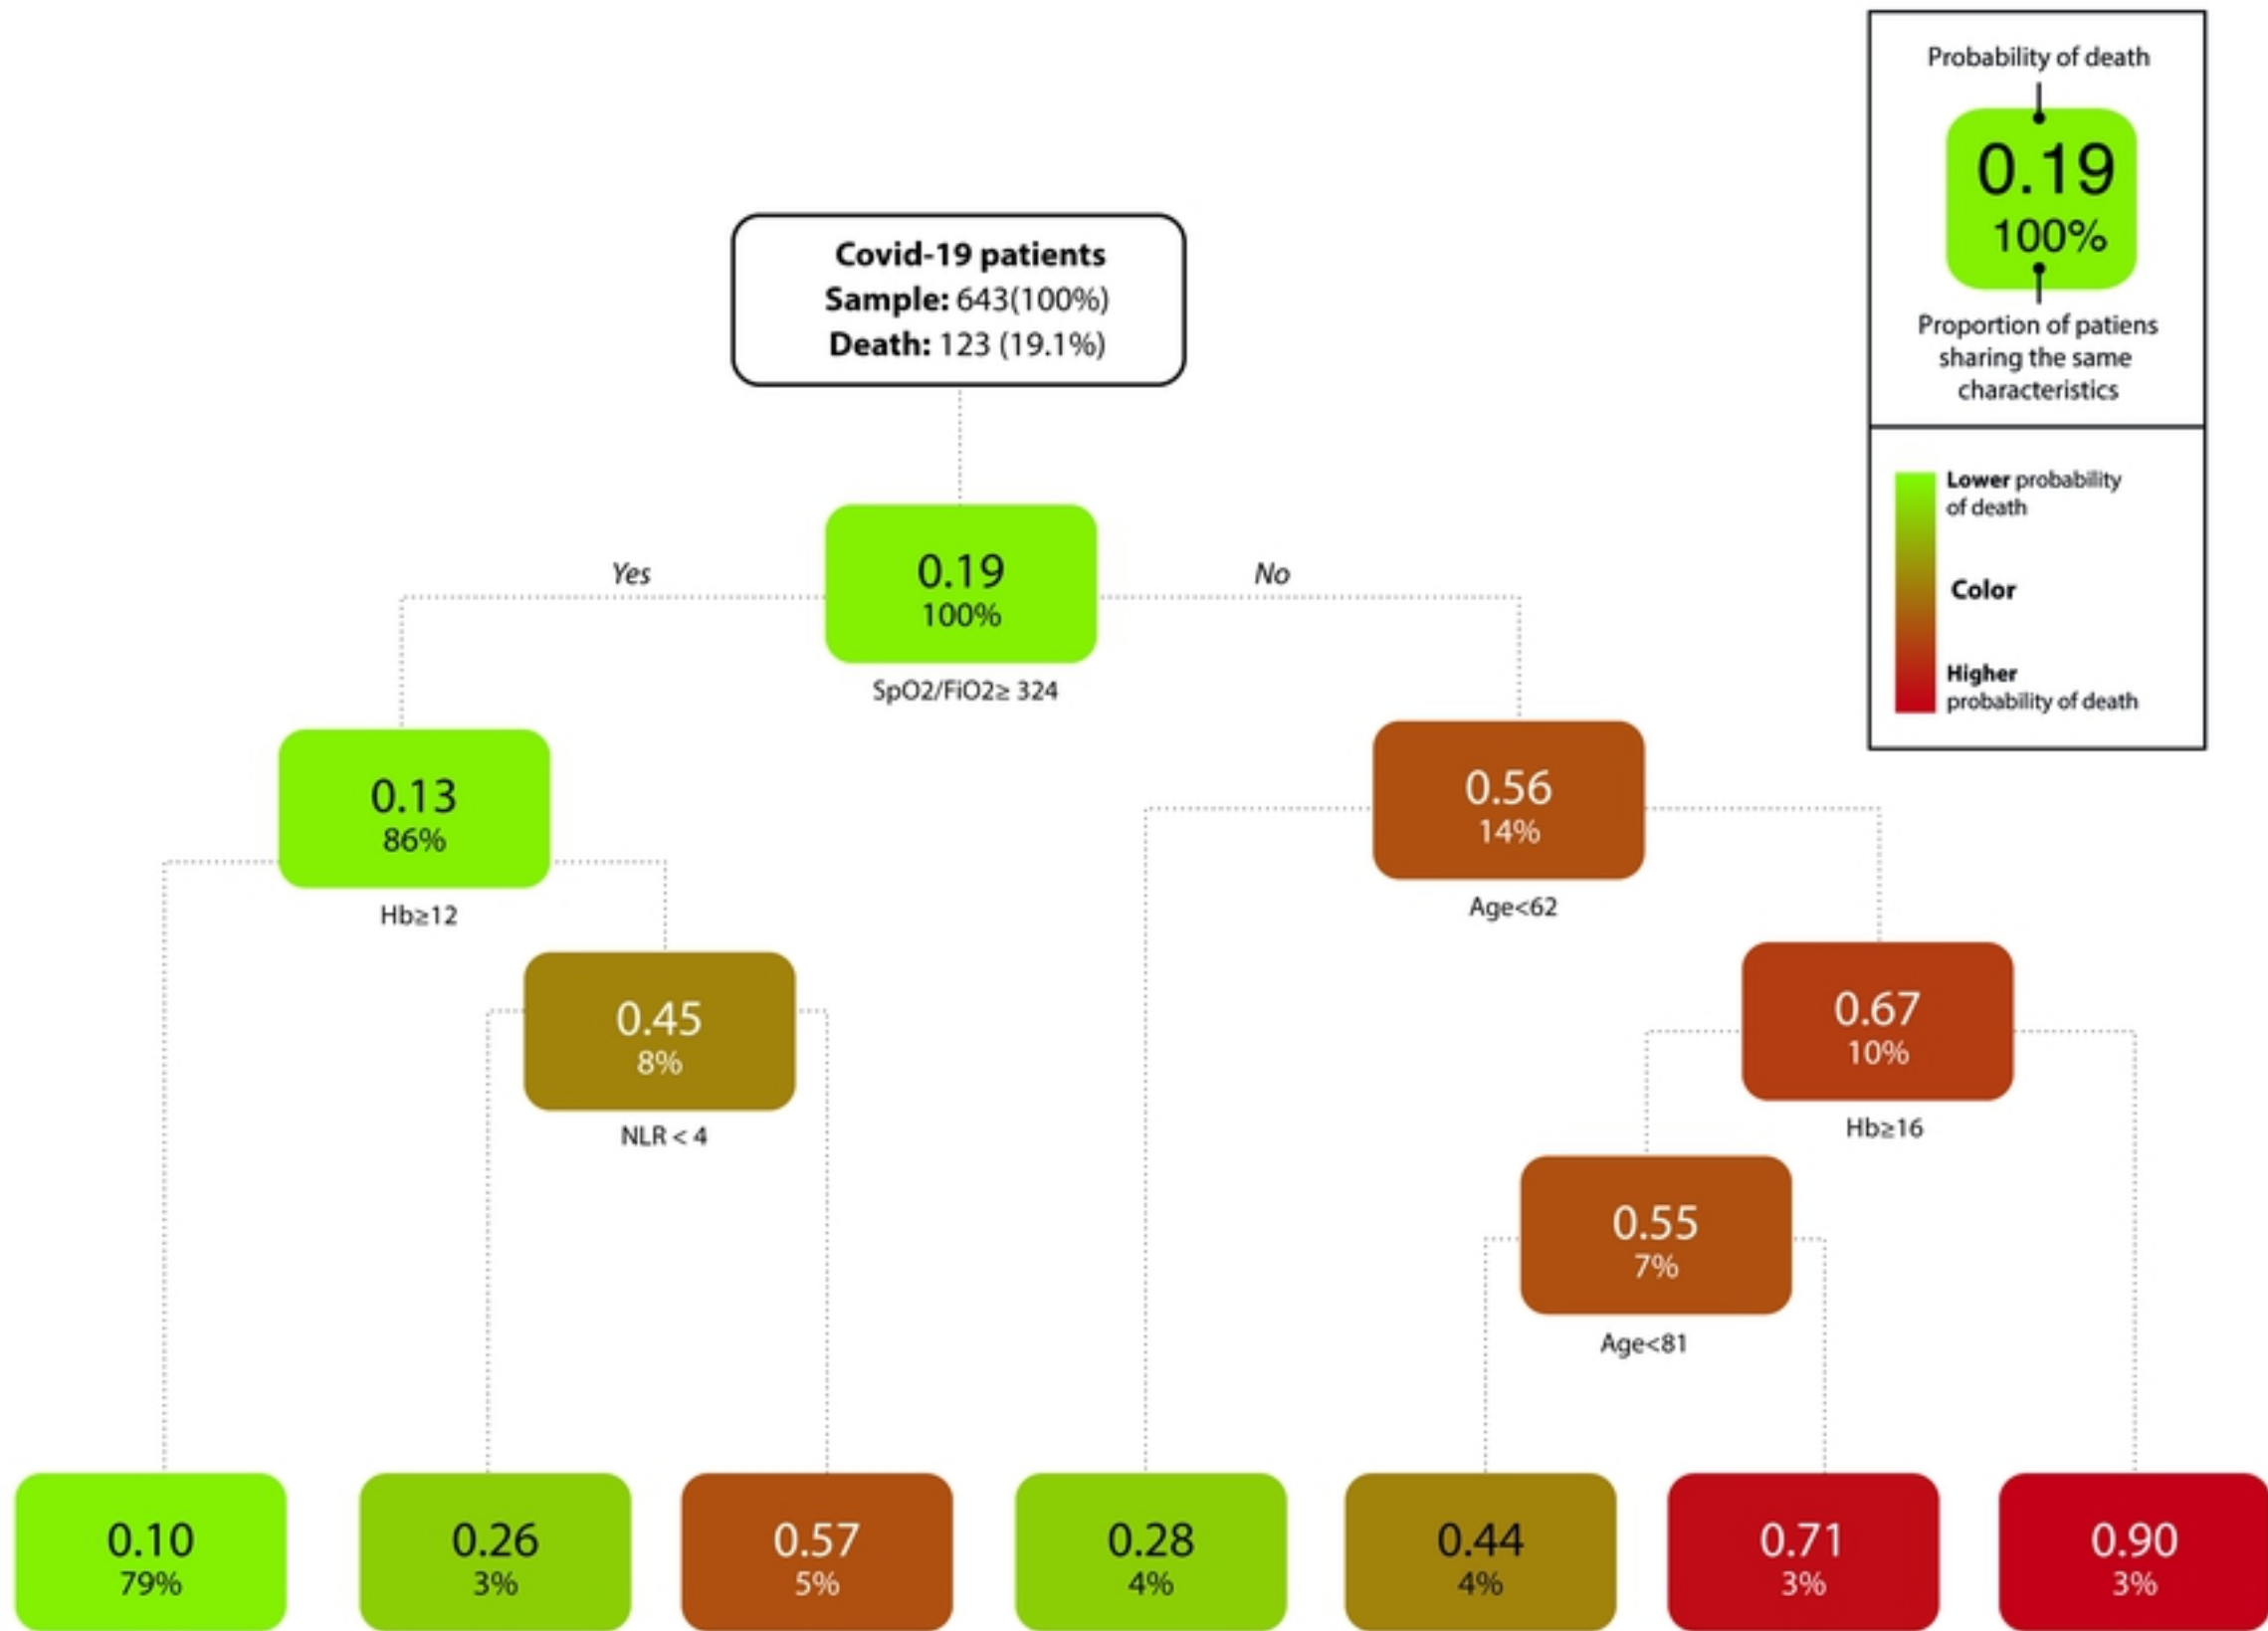 Probability of death
0.19
100%
Proportion of patiens
sharing the same
characteristics
Lower probability
of death
Color
Higher
probability of death
Covid-19 patients
Sample: 643(100%)
Death: 123 (19.1%)
Yes
No
0.19
100%
SpO2/FiO2≥ 324
0.13
86%
Hb≥12
0.56
14%
Age<62
0.45
8%
NLR < 4
0.67
10%
Hb≥16
0.55
7%
Age<81
0.10
79%
0.26
3%
0.57
5%
0.28
4%
0.44
4%
0.71
3%
0.90
3%